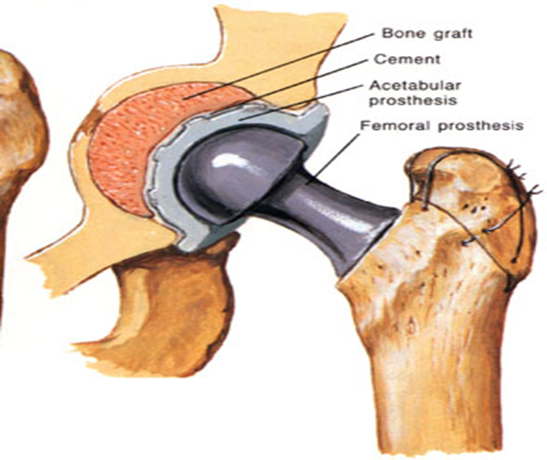 Bone graft
Cement
Acetabular
prosthesis
Femoral prosthesis